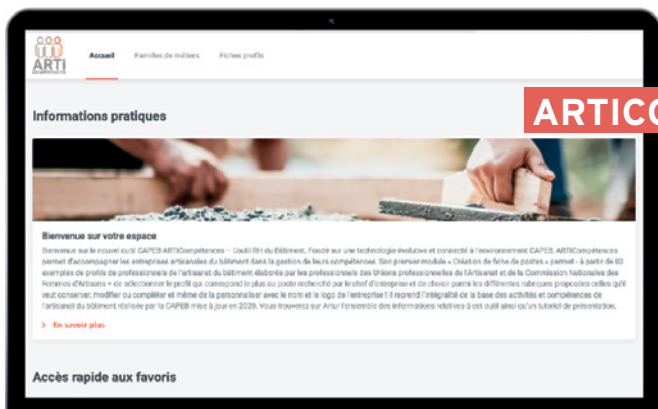 ARTI
Accueil
Familles de métiers
Fiches profils
Informations pratiques
ARTICO
Bienvenue sur votre espace
Bienvenue sur le nouvel outil CAPEB ARTICompétences – L'outil RH du Bâtiment. Fondé sur une technologie évolutive et connecté à l'environnement CAPEB, ARTICompétences
permet d'accompagner les entreprises artisanales du bâtiment dans la gestion de leurs compétences. Son premier module « Création de fiche de postes » permet - à partir de 83
exemples de profils de professionnels de l'artisanat du bâtiment élaborés par les professionnels des Unions professionnelles de l'Artisanat et de la Commission Nationales des
Femmes d'Artisans – de sélectionner le profil qui correspond le plus au poste recherché par le chef d'entreprise et de choisir parmi les différentes rubriques proposées celles qu'il
veut conserver, modifier ou compléter et même de la personnaliser avec le nom et le logo de l'entreprise ! Il reprend l'intégralité de la base des activités et compétences de
l'artisanat du bâtiment réalisée par la CAPEB mise à jour en 2020. Vous trouverez sur Artur l'ensemble des informations relatives à cet outil ainsi qu'un tutoriel de présentation.
> En savoir plus
Accès rapide aux favoris